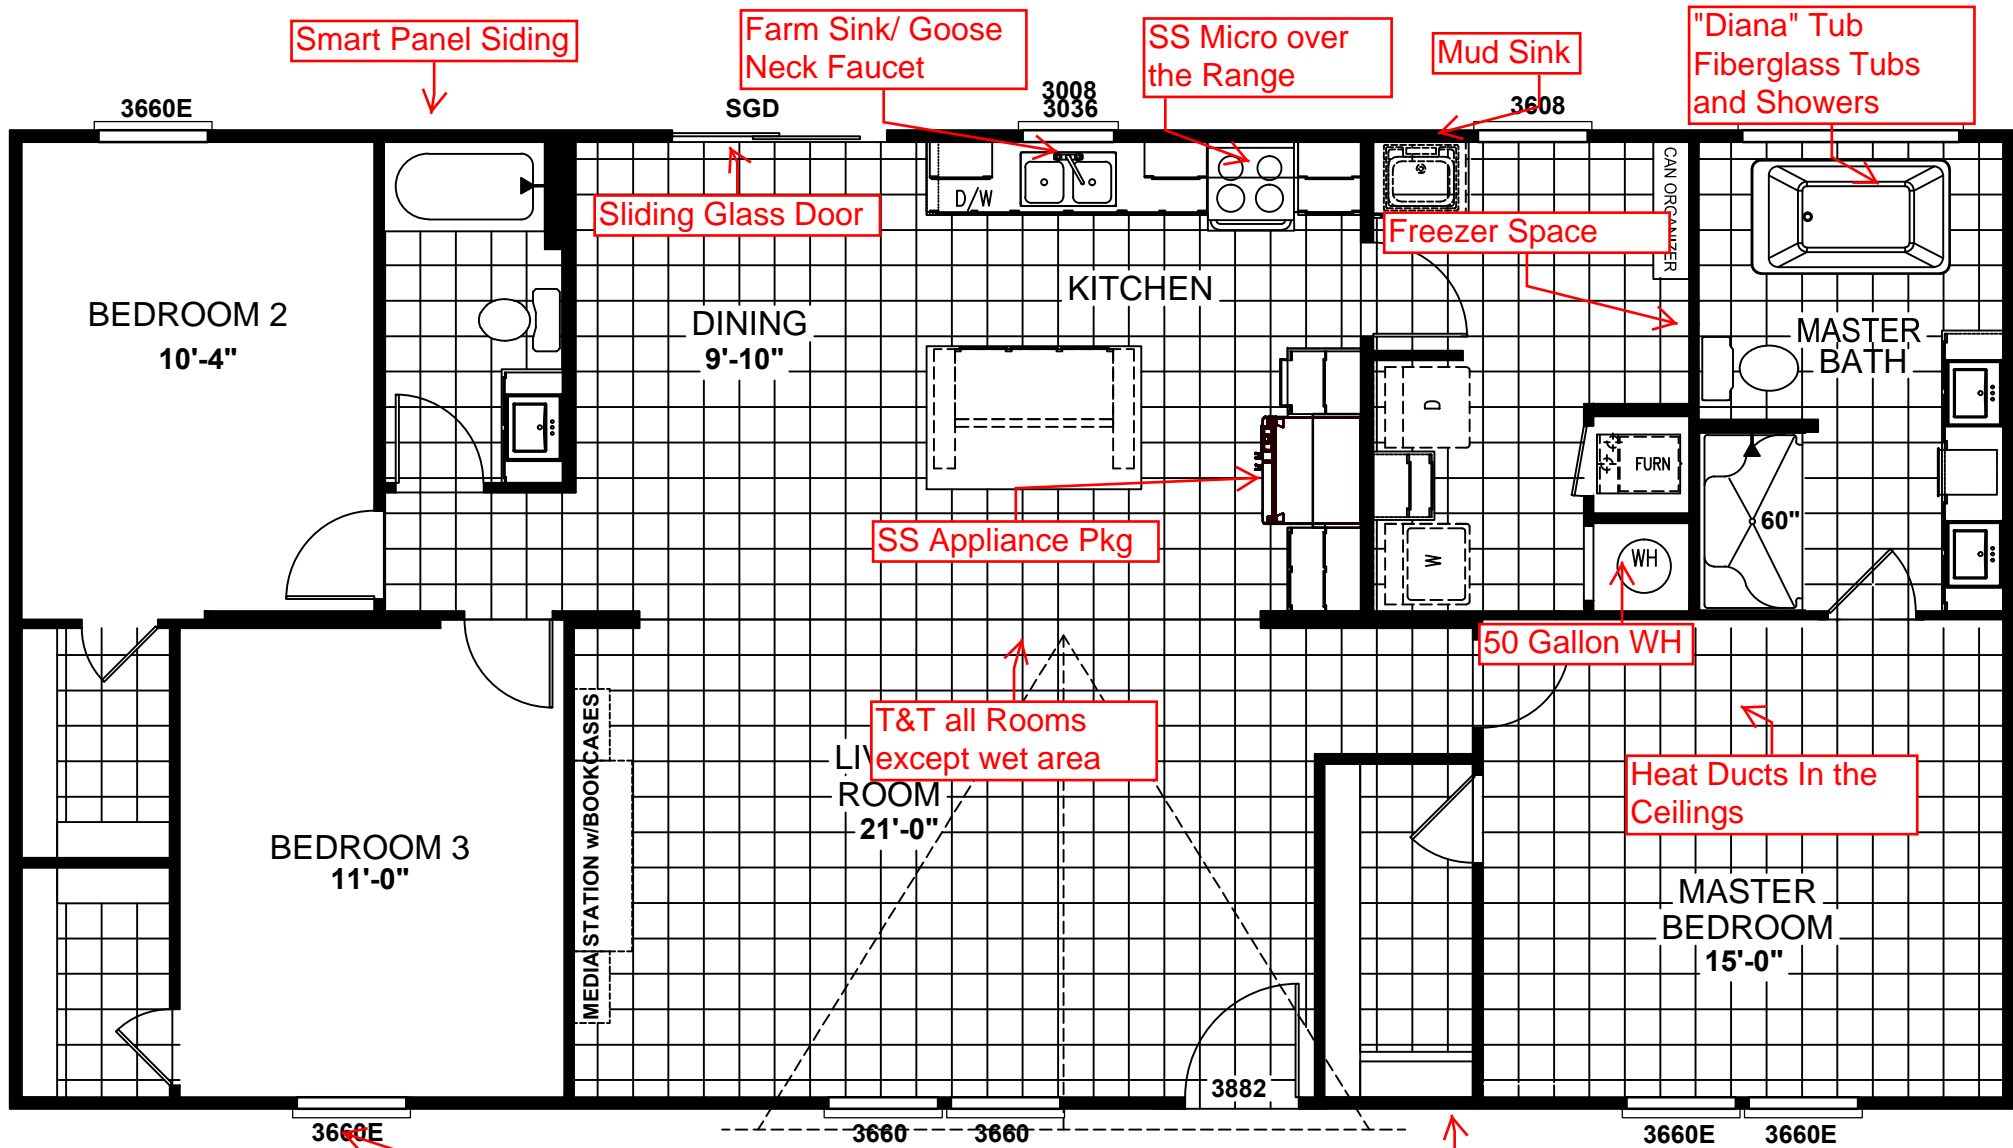 Smart Panel Siding
Farm Sink/ Goose
Neck Faucet
SS Micro over
the Range
Mud Sink
"Diana" Tub
Fiberglass Tubs
and Showers
3660E
SGD
3008
3036
3608
D/W
CAN ORGANIZER
Sliding Glass Door
Freezer Space
BEDROOM 2
10'-4"
DINING
9'-10"
KITCHEN
MASTER
BATH
D
FURN
60"
SS Appliance Pkg
W
WH
50 Gallon WH
T&T all Rooms
except wet area
LIV
ROOM
21'-0"
MEDIA STATION w/BOOKCASES
Heat Ducts In the
Ceilings
BEDROOM 3
11'-0"
MASTER
BEDROOM
15'-0"
3882
3660E
3660
3660
3660E
3660E